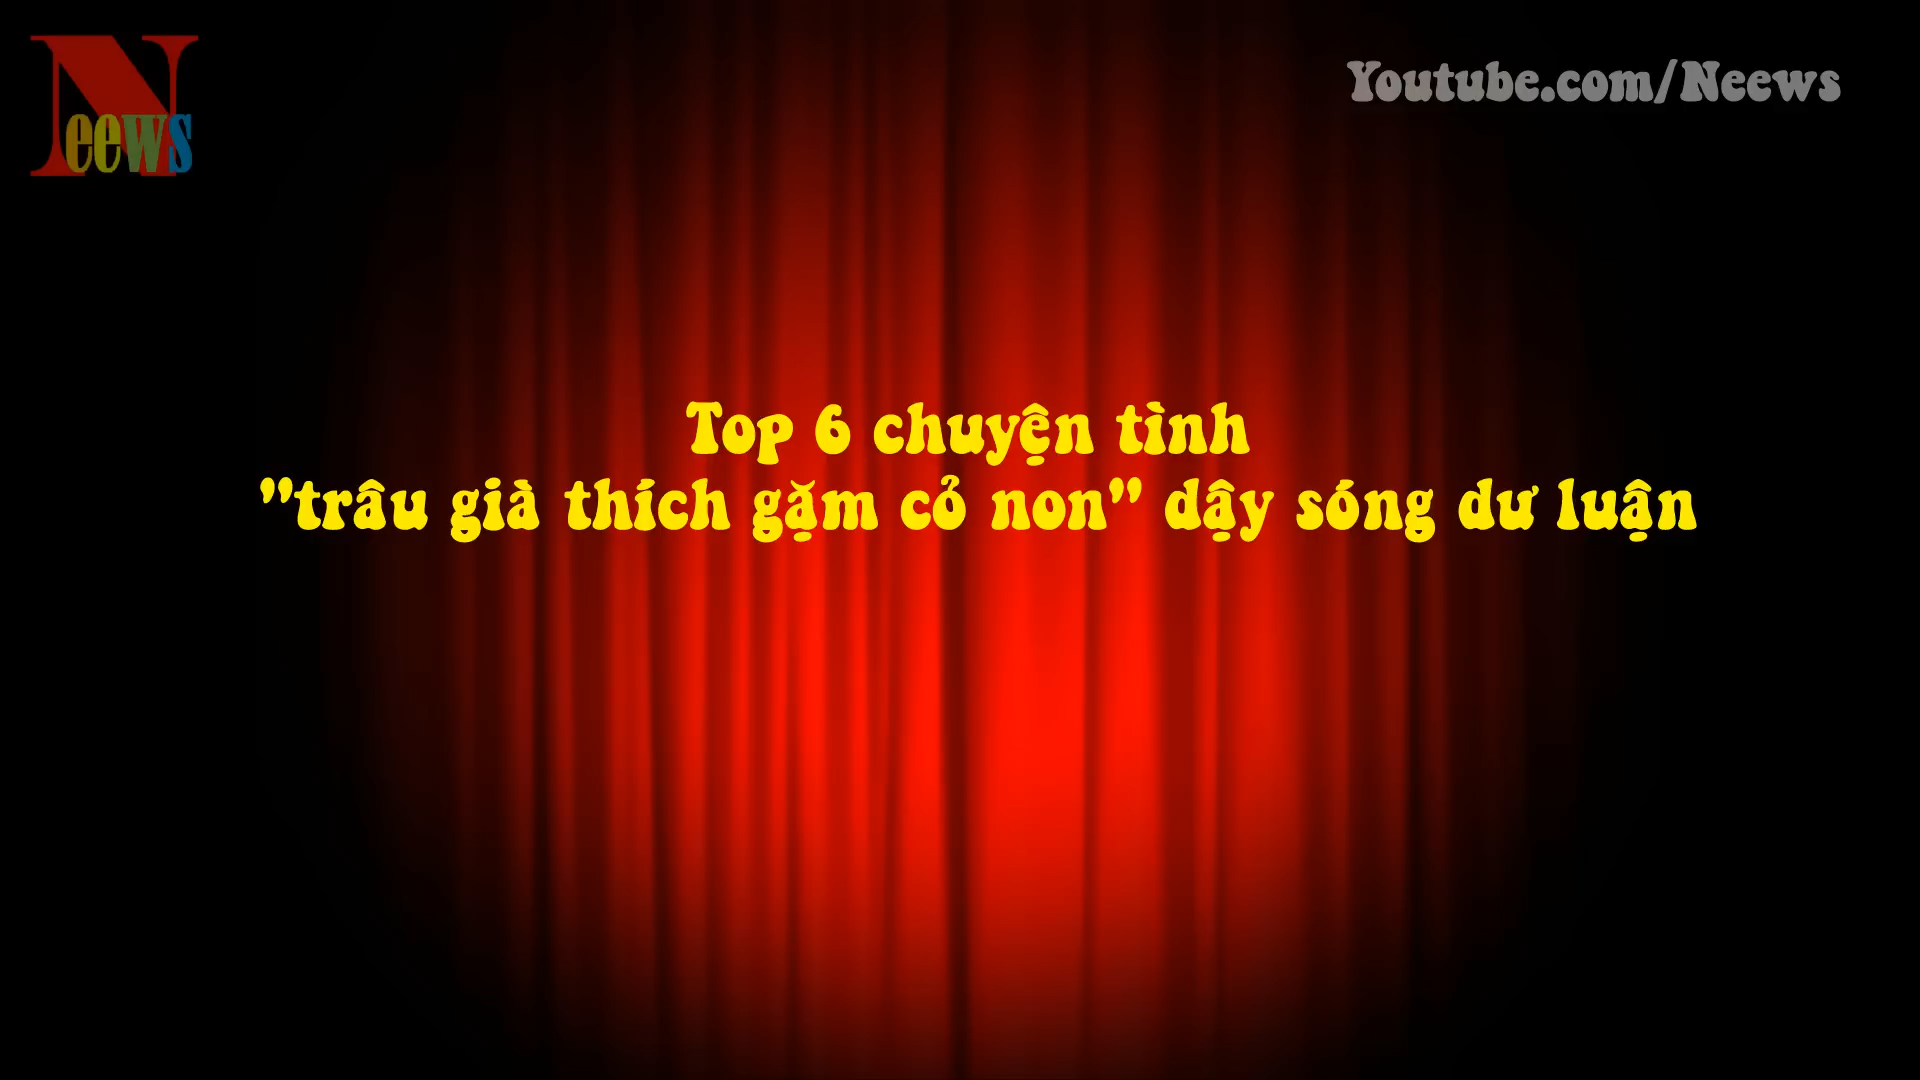 Neews
Youtube.com/Neews
Top 6 chuyện tình
"trâu già thích gặm cỏ non" dậy sóng dư luận